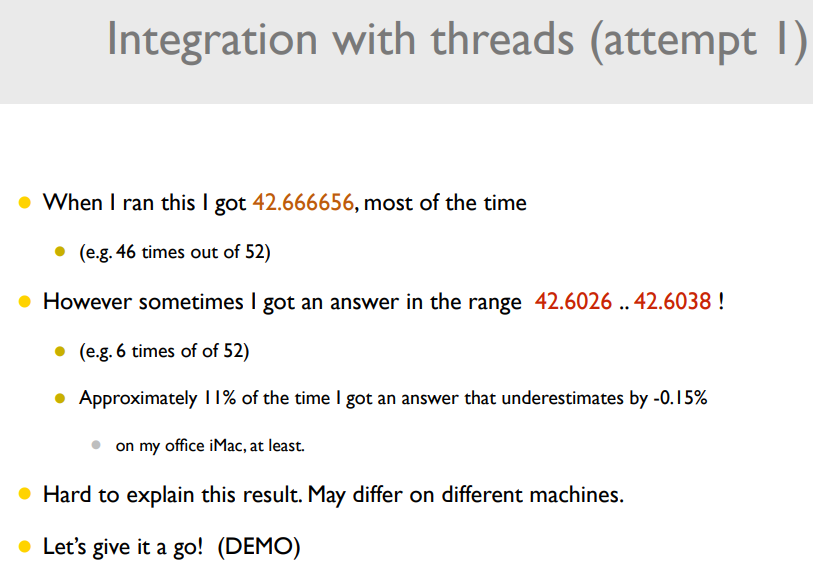 Integration with threads (attempt 1)
When I ran this I got 42.666656, most of the time
(e.g. 46 times out of 52)
However sometimes I got an answer in the range 42.6026 .. 42.6038 !
(e.g. 6 times of of 52)
Approximately 11% of the time I got an answer that underestimates by -0.15%
on my office iMac, at least.
Hard to explain this result. May differ on different machines.
Let's give it a go! (DEMO)